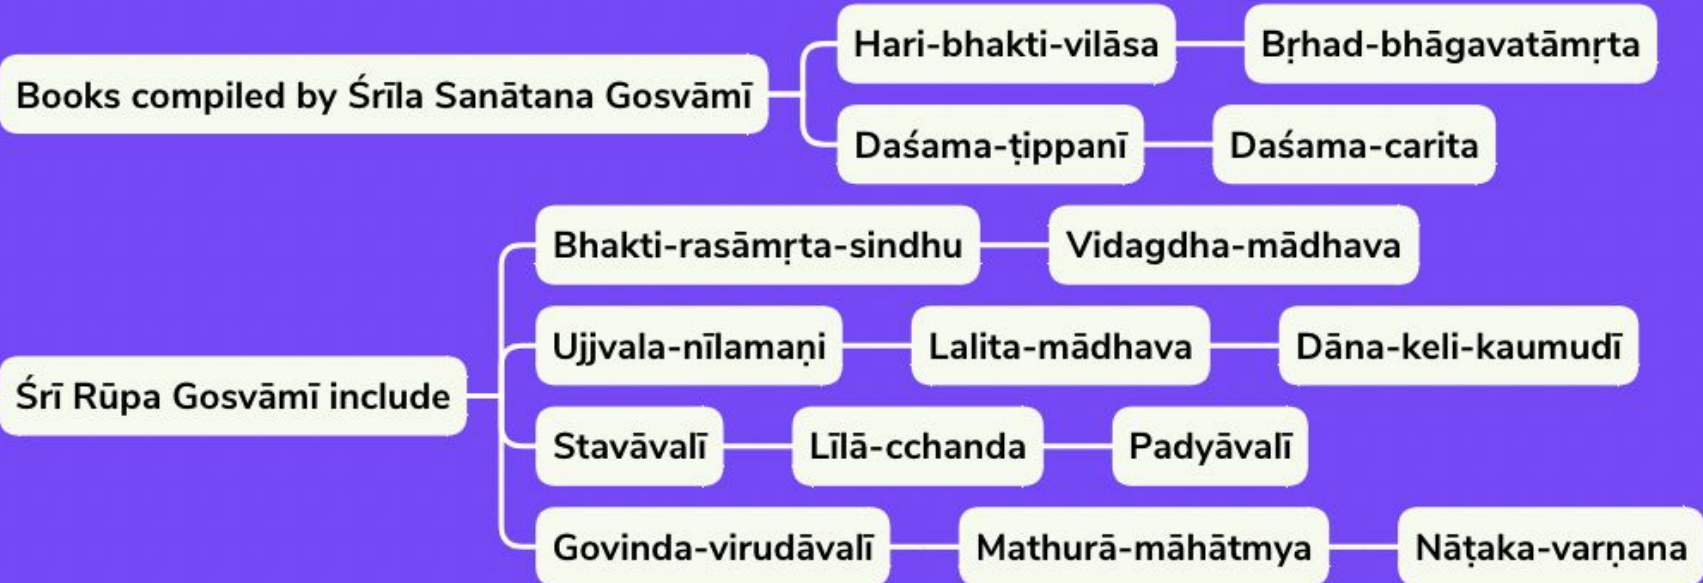 Books compiled by Śrīla Sanātana Gosvāmī
Hari-bhakti-vilāsa
Bṛhad-bhāgavatāmṛta
Daśama-ṭippanī
Daśama-carita
Śrī Rūpa Gosvāmī include
Bhakti-rasāmṛta-sindhu
Vidagdha-mādhava
Ujjvala-nīlamaṇi
Lalita-mādhava
Dāna-keli-kaumudī
Stavāvalī
Līlā-cchanda
Padyāvalī
Govinda-virudāvalī
Mathurā-māhātmya
Nāṭaka-varṇana